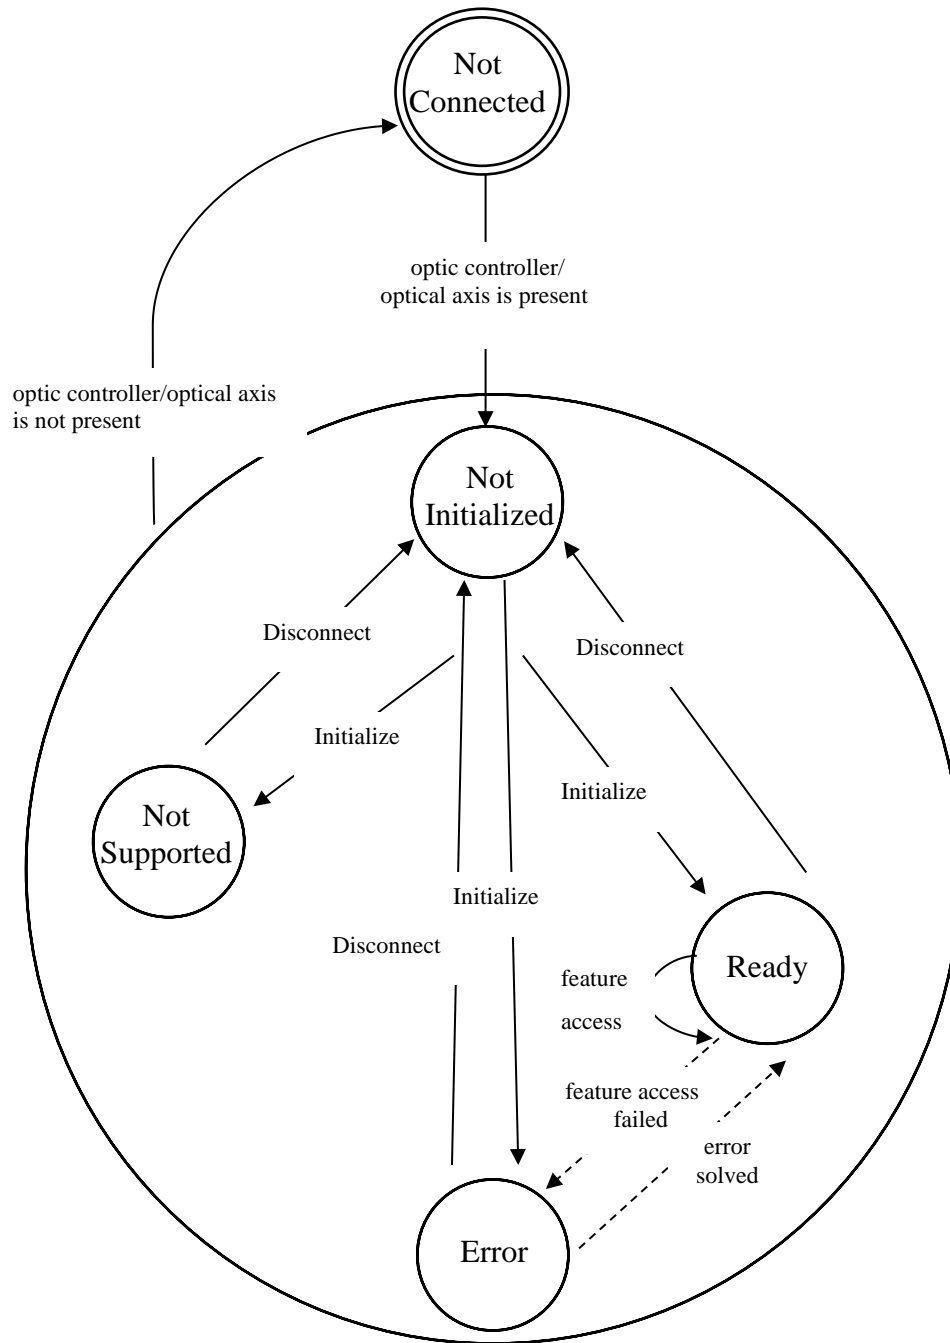 Not
Connected
optic controller/
optical axis is present
optic controller/optical axis
is not present
Not
Initialized
Disconnect
Disconnect
Initialize
Initialize
Not
Supported
Initialize
Disconnect
Ready
feature
access
feature access
failed
error
solved
Error